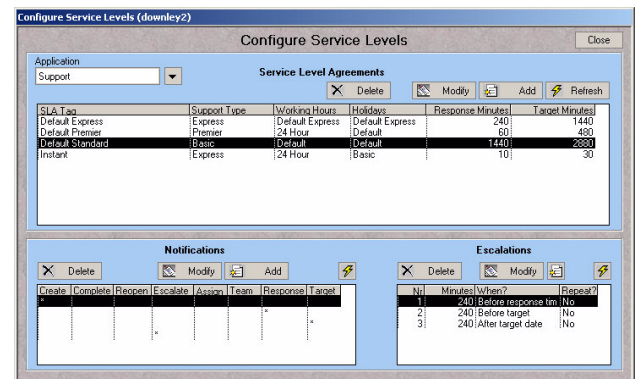 Configure Service Levels (downley2)
Configure Service Levels
Close
Application
Support
Service Level Agreements
Delete Modify Add Refresh
SLA Tag Support Type Working Hours Holidays Response Minutes Target Minutes
Default Express Express Default Express Default Express 240 1440
Default Premier Premier 24 Hour Default 60 480
Default Standard Basic Default Default 1440 2880
Instant Express 24 Hour Basic 10 30
Notifications
Delete Modify Add
Create Complete Reopen Escalate Assign Team Response Target
*
*
*
*
Escalations
Delete Modify
Nr Minutes When? Repeat?
1 240 Before response tim No
2 240 Before target No
3 240 After target date No